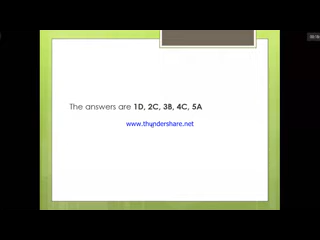 The answers are 1D, 2C, 3B, 4C, 5A
www.thundershare.net